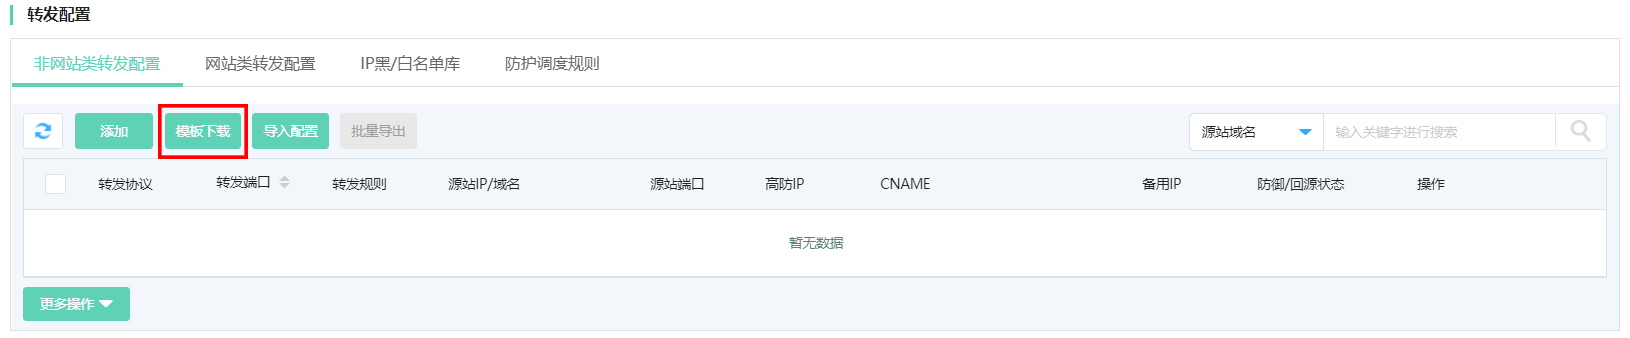 转发配置
非网站类转发配置 网站类转发配置 IP黑/白名单库 防护调度规则
添加 模板下载 导入配置 批量导出 源站域名 输入关键字进行搜索
转发协议 转发端口 转发规则 源站IP/域名 源站端口 高防IP CNAME 备用IP 防御/回源状态 操作
暂无数据
更多操作